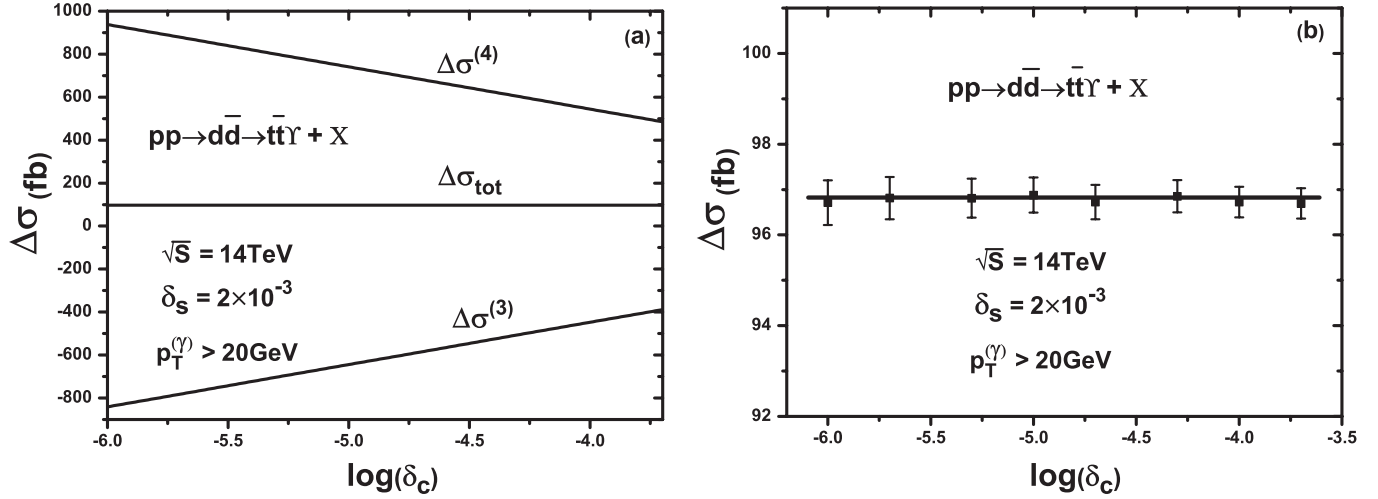 (a)
Δσ(fb)
1000
800
600
400
200
0
-200
-400
-600
-800
Δσ⁽⁴⁾
pp→dd̅→tt̅ϒ + X
Δσtot
√S = 14TeV
δs = 2×10⁻³
Δσ⁽³⁾
pT⁽ᵞ⁾ > 20GeV
-6.0 -5.5 -5.0 -4.5 -4.0
log(δc)
(b)
Δσ(fb)
100
98
96
94
92
pp→dd̅→tt̅ϒ + X
√S = 14TeV
δs = 2×10⁻³
pT⁽ᵞ⁾ > 20GeV
-6.0 -5.5 -5.0 -4.5 -4.0 -3.5
log(δc)